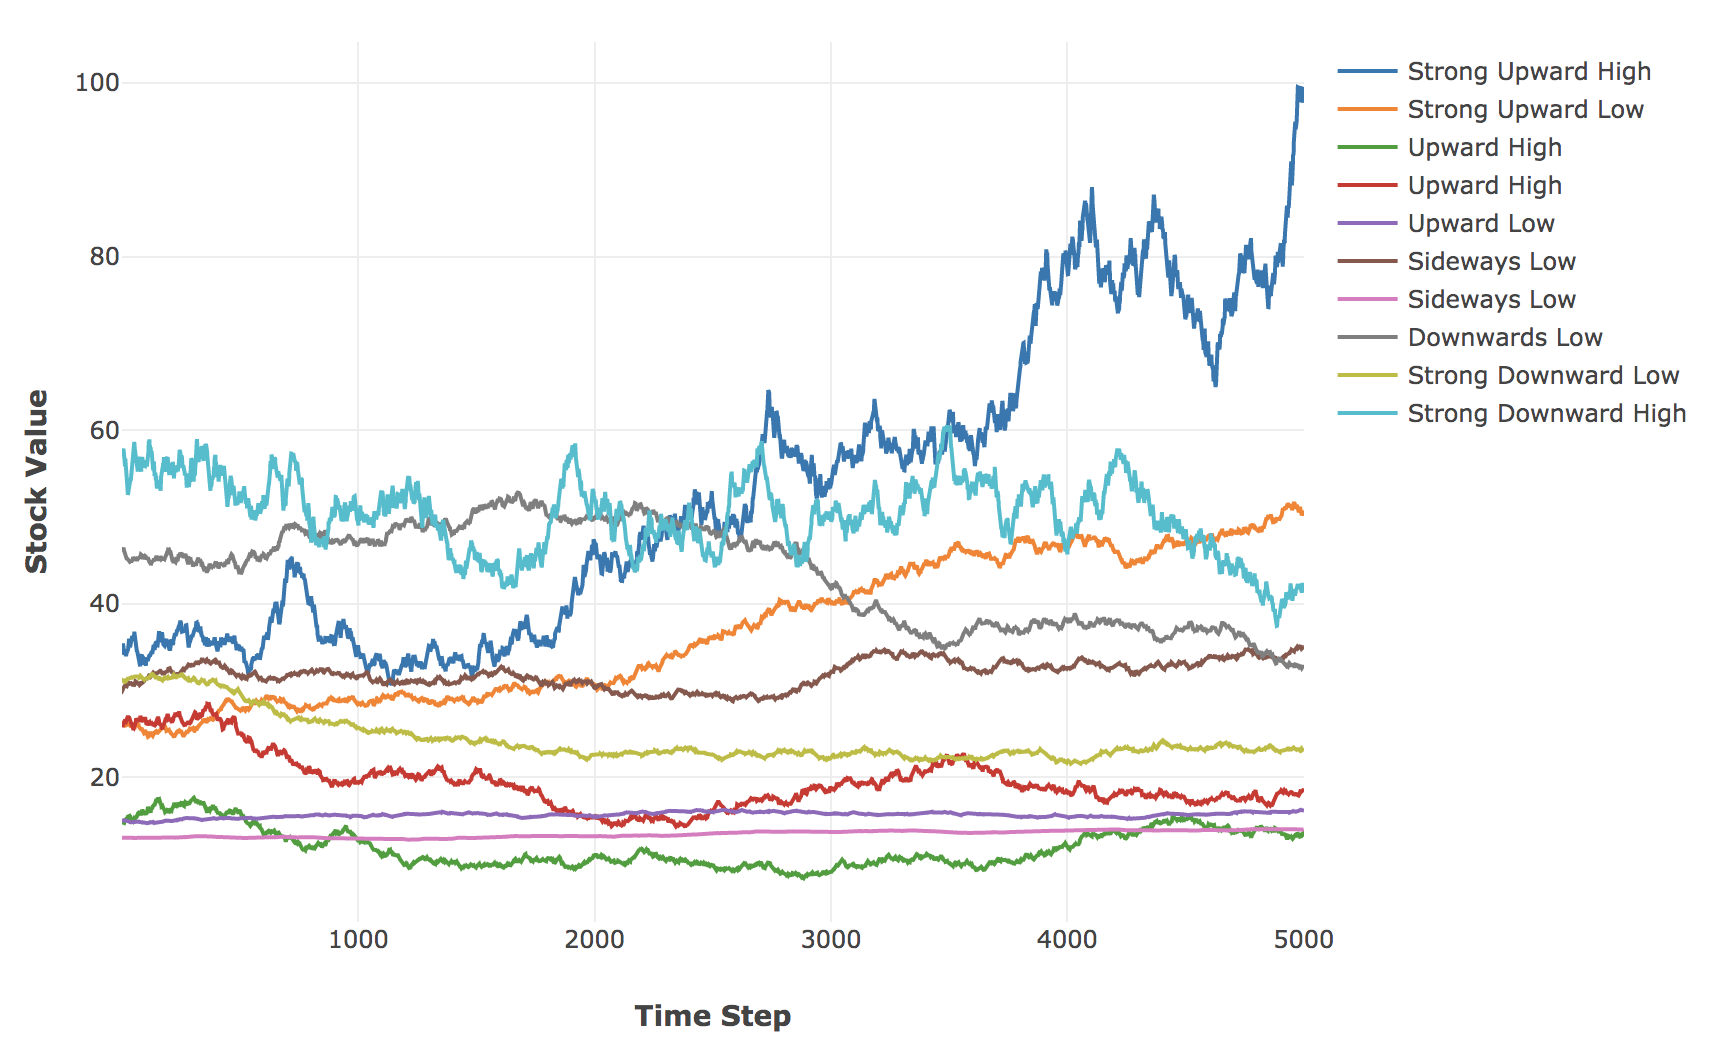 Stock Value
100
80
60
40
20
1000 2000 3000 4000 5000
Time Step
Strong Upward High
Strong Upward Low
Upward High
Upward High
Upward Low
Sideways Low
Sideways Low
Downwards Low
Strong Downward Low
Strong Downward High